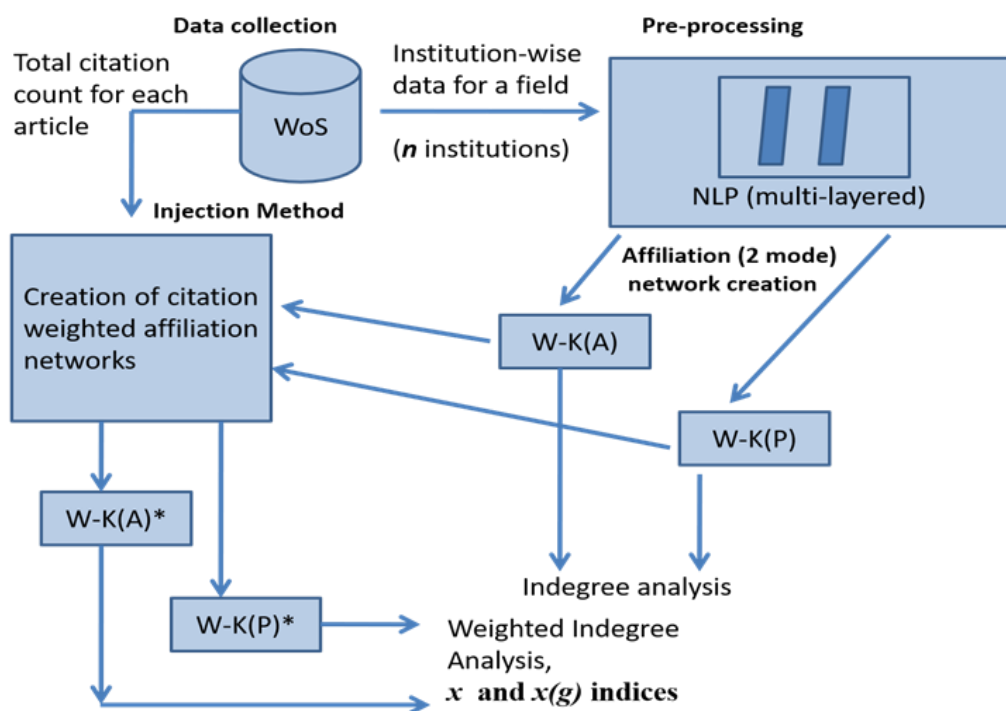 Data collection
Pre-processing
Total citation
count for each
article
WoS
Institution-wise
data for a field
(n institutions)
NLP (multi-layered)
Injection Method
Affiliation (2 mode)
network creation
Creation of citation
weighted affiliation
networks
W-K(A)
W-K(P)
W-K(A)*
W-K(P)*
Indegree analysis
Weighted Indegree
Analysis,
x and x(g) indices